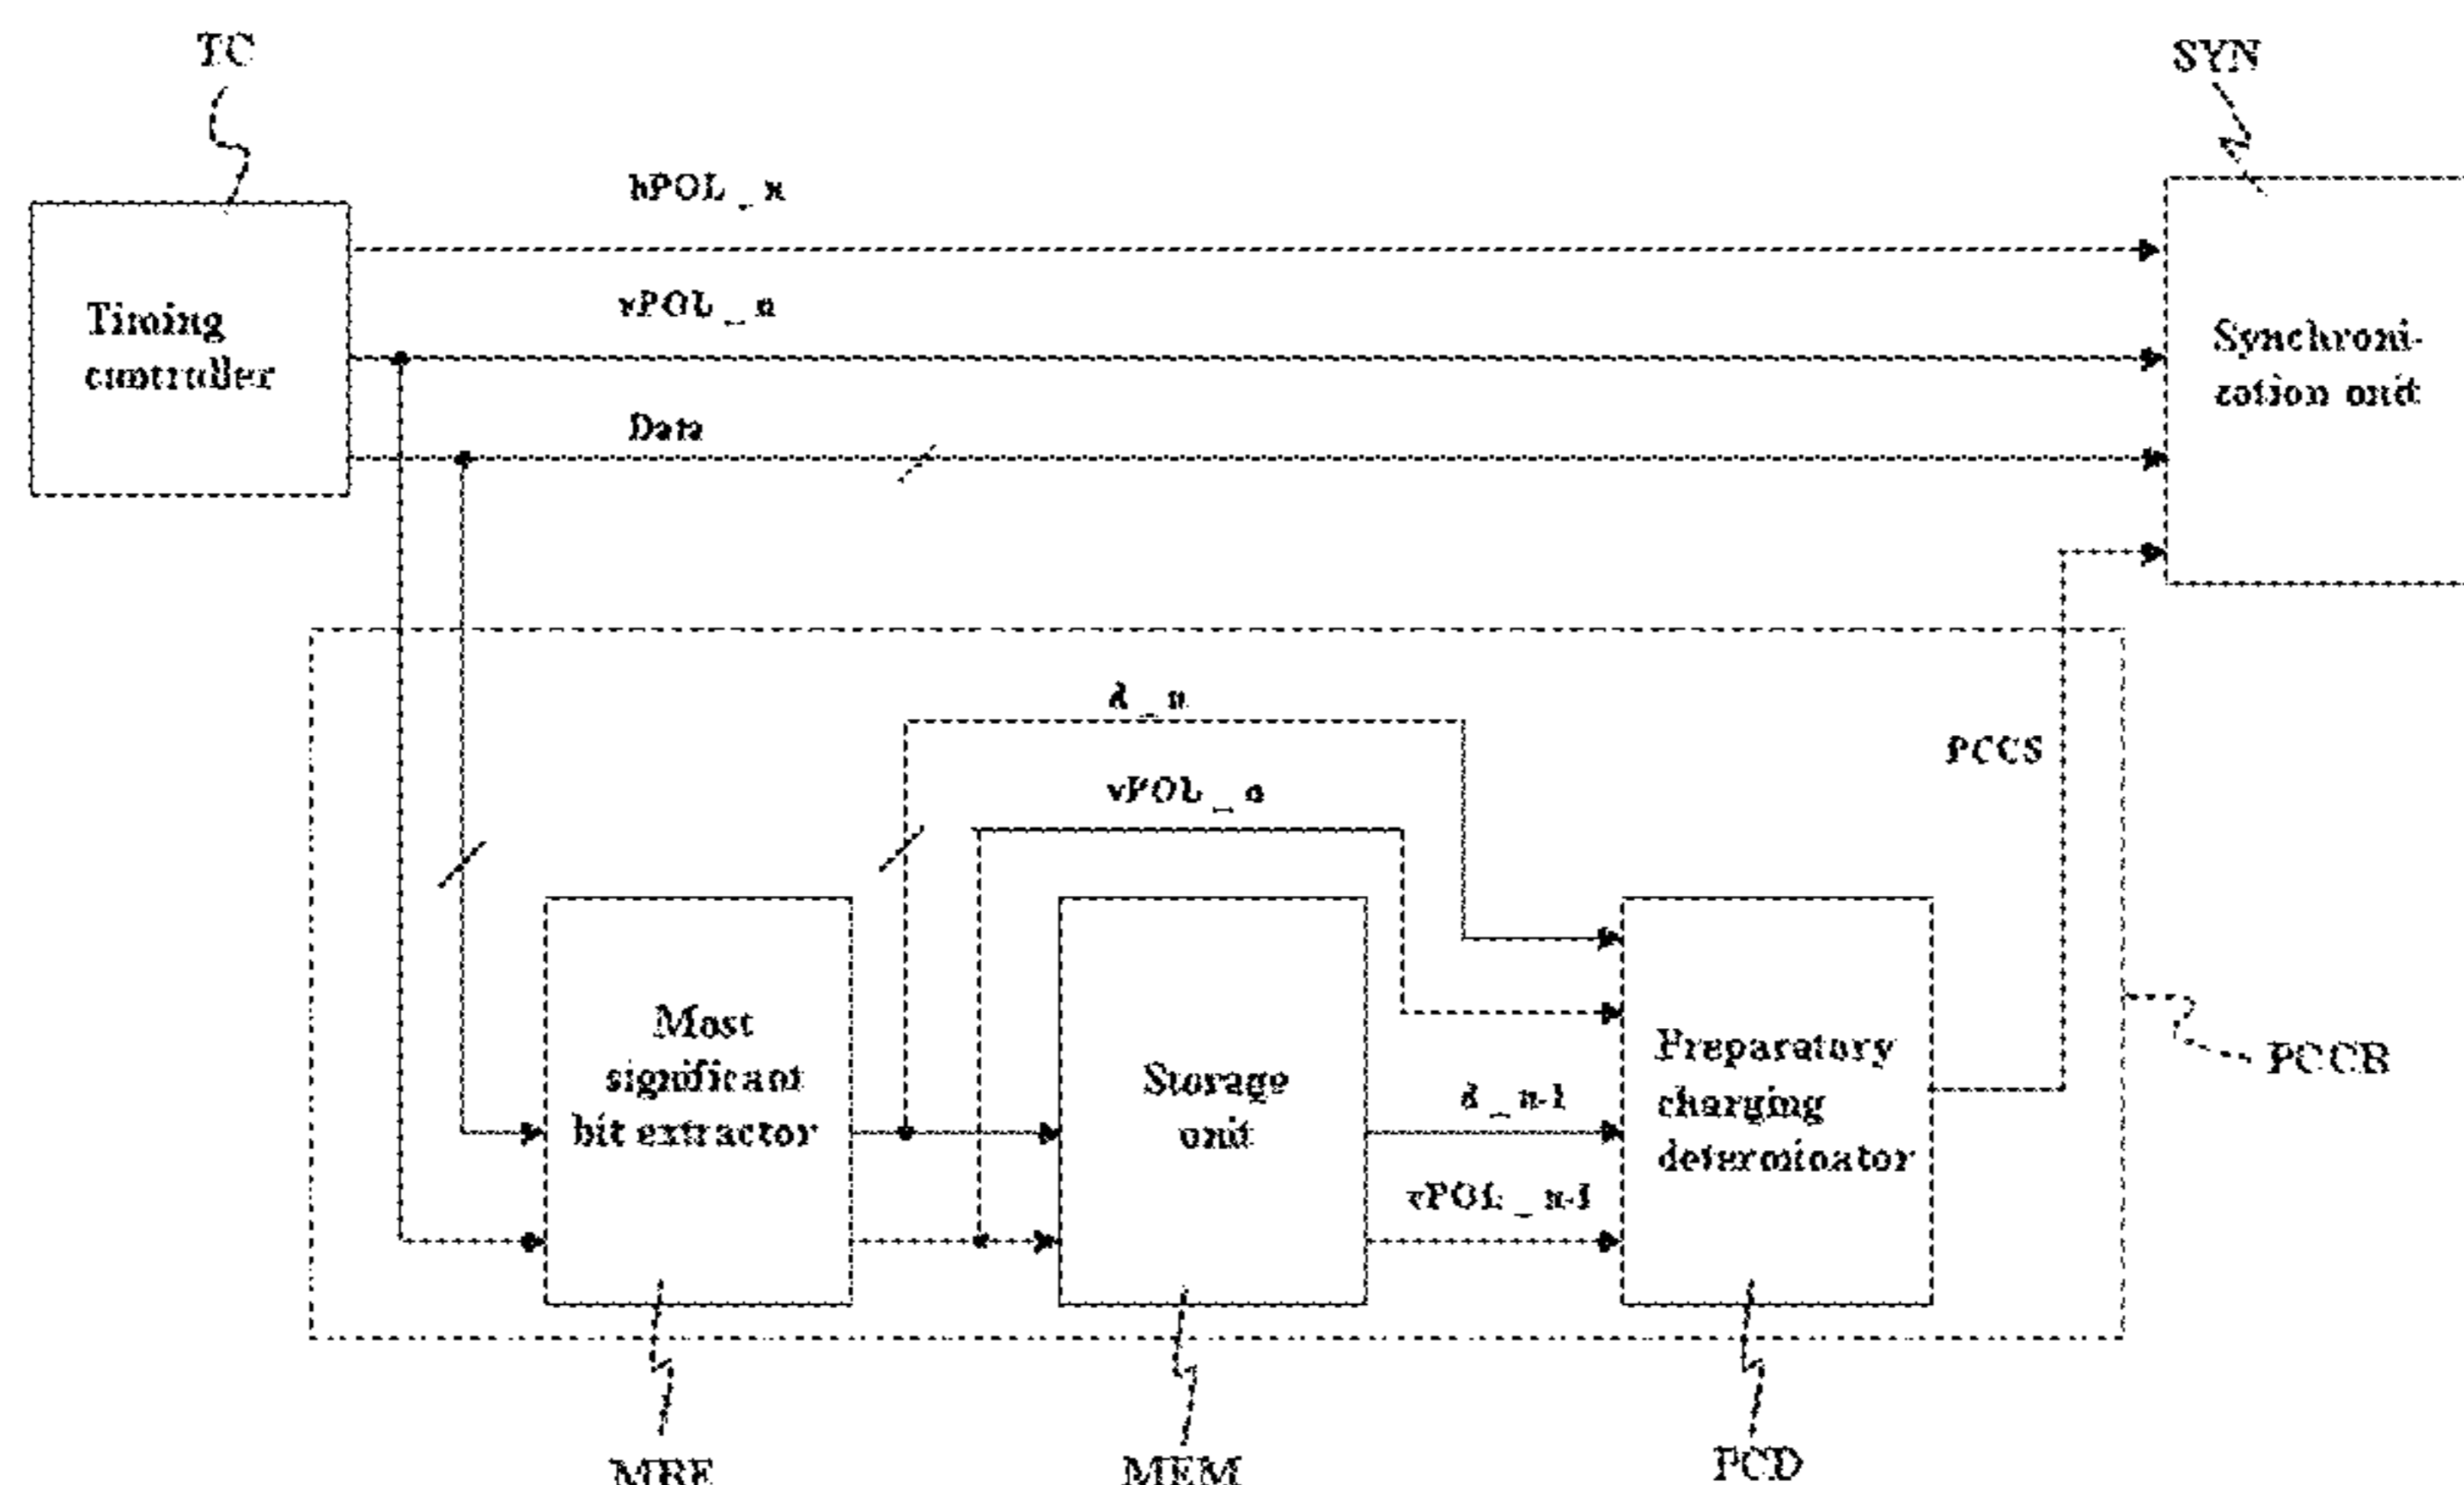 TC
SYN
hPOL_n
vPOL_n
Data
Timing
controller
Synchroni-
zation unit
d_n
vPOL_n
PCCS
Most
significant
bit extractor
Storage
unit
Preparatory
charging
determinator
d_n-1
vPOL_n-1
PCCB
MBE
MEM
PCD